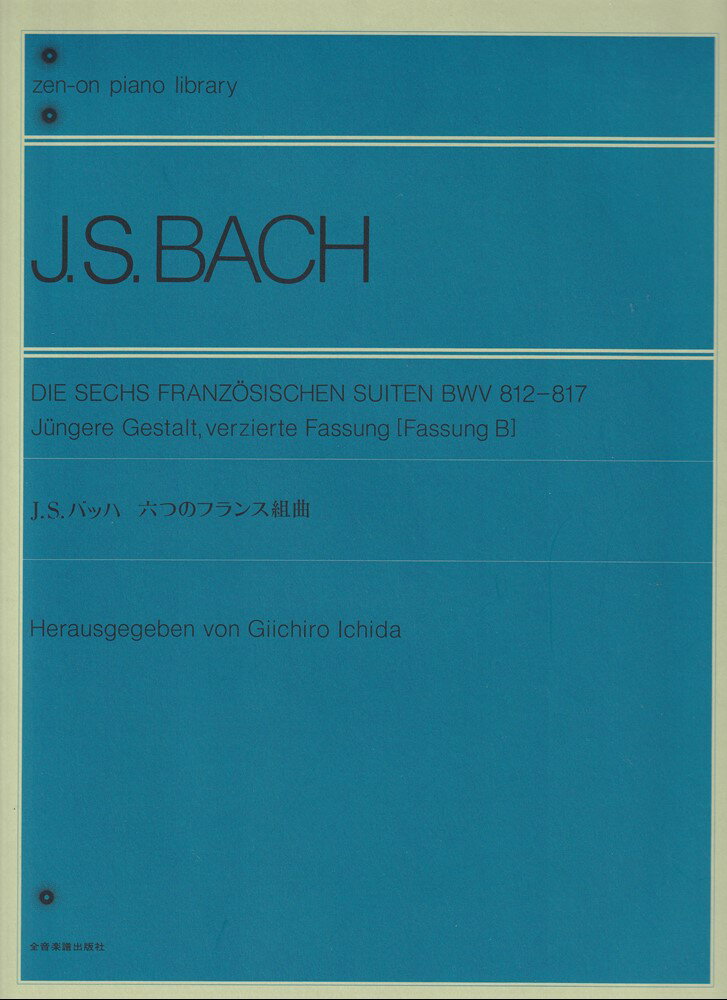 zen-on piano library
J.S.BACH
DIE SECHS FRANZÖSISCHEN SUITEN BWV 812-817
Jüngere Gestalt, verzierte Fassung [Fassung B]
J.S.バッハ 六つのフランス組曲
Herausgegeben von Giichiro Ichida
全音楽譜出版社